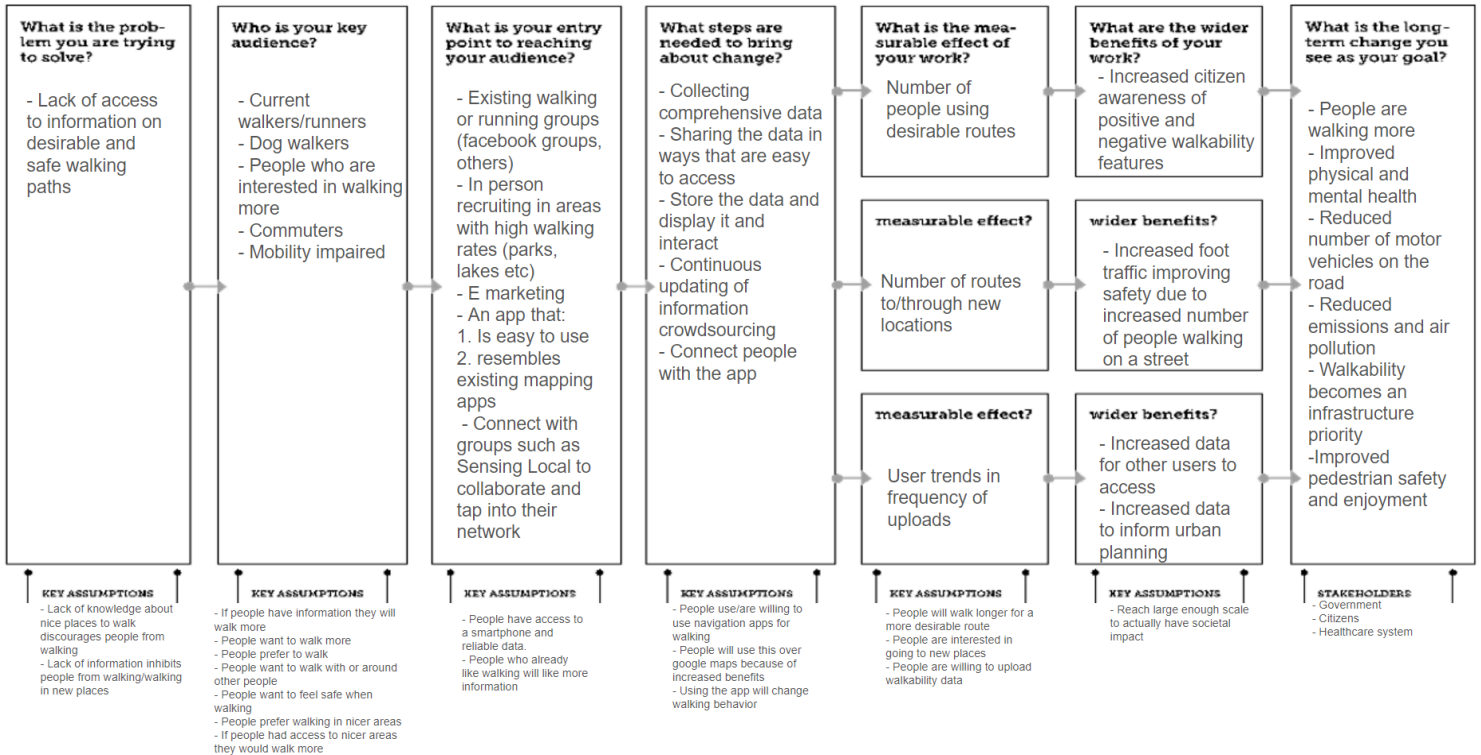 What is the prob-
lem you are trying
to solve?
- Lack of access
to information on
desirable and
safe walking
paths
KEY ASSUMPTIONS
- Lack of knowledge about
nice places to walk
discourages people from
walking
- Lack of information inhibits
people from walking/walking
in new places
Who is your key
audience?
- Current
walkers/runners
- Dog walkers
- People who are
interested in walking
more
- Commuters
- Mobility impaired
KEY ASSUMPTIONS
- If people have information they will
walk more
- People want to walk more
- People prefer to walk
- People want to walk with or around
other people
- People want to feel safe when
walking
- People prefer walking in nicer areas
- If people had access to nicer areas
they would walk more
What is your entry
point to reaching
your audience?
- Existing walking
or running groups
(facebook groups,
others)
- In person
recruiting in areas
with high walking
rates (parks,
lakes etc)
- E marketing
- An app that:
1. Is easy to use
2. resembles
existing mapping
apps
- Connect with
groups such as
Sensing Local to
collaborate and
tap into their
network
KEY ASSUMPTIONS
- People have access to
a smartphone and
reliable data.
- People who already
like walking will like more
information
What steps are
needed to bring
about change?
- Collecting
comprehensive data
- Sharing the data in
ways that are easy
to access
- Store the data and
display it and
interact
- Continuous
updating of
information
crowdsourcing
- Connect people
with the app
KEY ASSUMPTIONS
- People use/are willing to
use navigation apps for
walking
- People will use this over
google maps because of
increased benefits
- Using the app will change
walking behavior
What is the mea-
surable effect of
your work?
Number of
people using
desirable routes
measurable effect?
Number of routes
to/through new
locations
measurable effect?
User trends in
frequency of
uploads
KEY ASSUMPTIONS
- People will walk longer for a
more desirable route
- People are interested in
going to new places
- People are willing to upload
walkability data
What are the wider
benefits of your
work?
- Increased citizen
awareness of
positive and
negative walkability
features
wider benefits?
- Increased foot
traffic improving
safety due to
increased number
of people walking
on a street
wider benefits?
- Increased data
for other users to
access
- Increased data
to inform urban
planning
KEY ASSUMPTIONS
- Reach large enough scale
to actually have societal
impact
What is the long-
term change you
see as your goal?
- People are
walking more
- Improved
physical and
mental health
- Reduced
number of motor
vehicles on the
road
- Reduced
emissions and air
pollution
- Walkability
becomes an
infrastructure
priority
-Improved
pedestrian safety
and enjoyment
STAKEHOLDERS
- Government
- Citizens
- Healthcare system